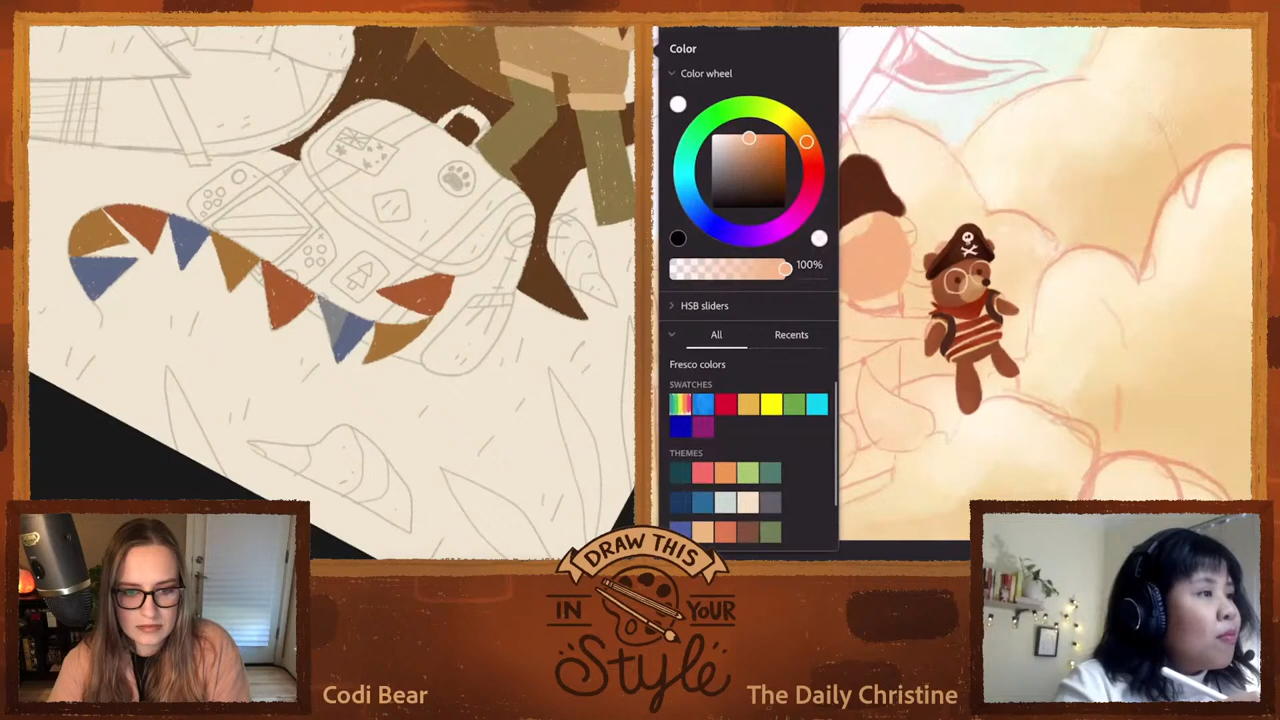 Color
Color wheel
100%
HSB sliders
All
Recents
Fresco colors
SWATCHES
THEMES
DRAW THIS
IN YOUR
Style
Codi Bear
The Daily Christine